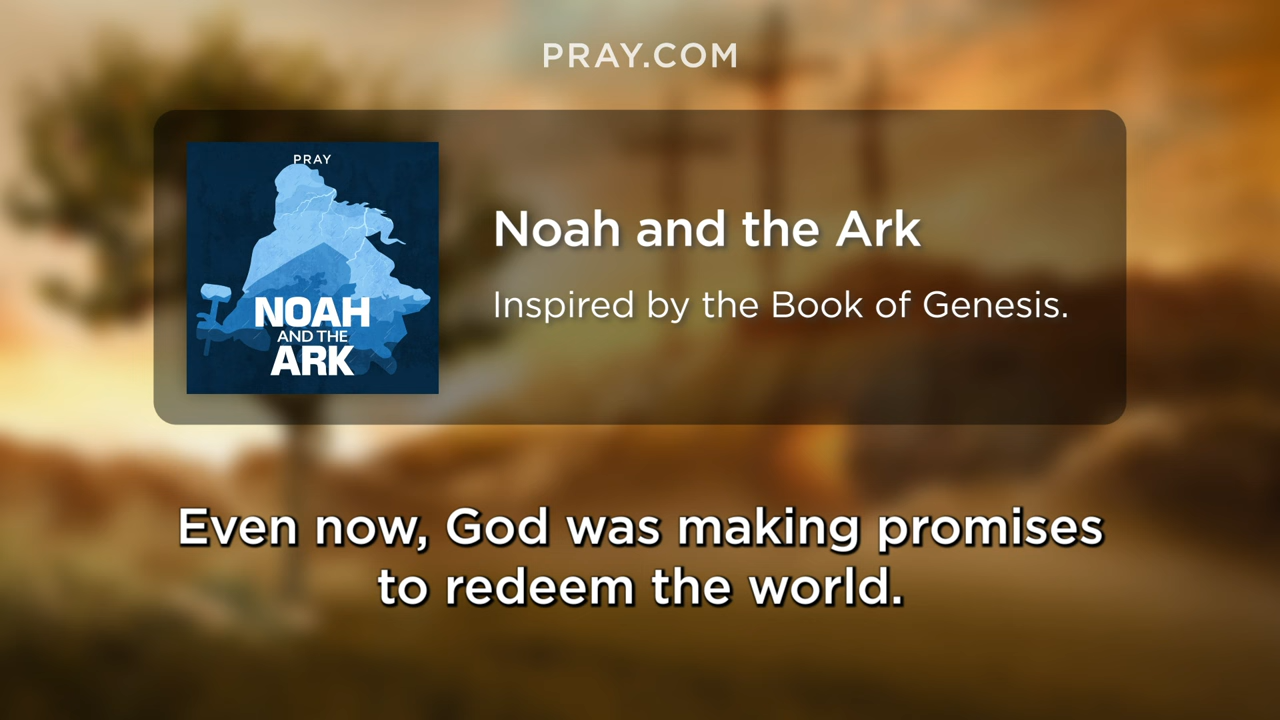 PRAY.COM
PRAY
NOAH
AND THE
ARK
Noah and the Ark
Inspired by the Book of Genesis.
Even now, God was making promises
to redeem the world.